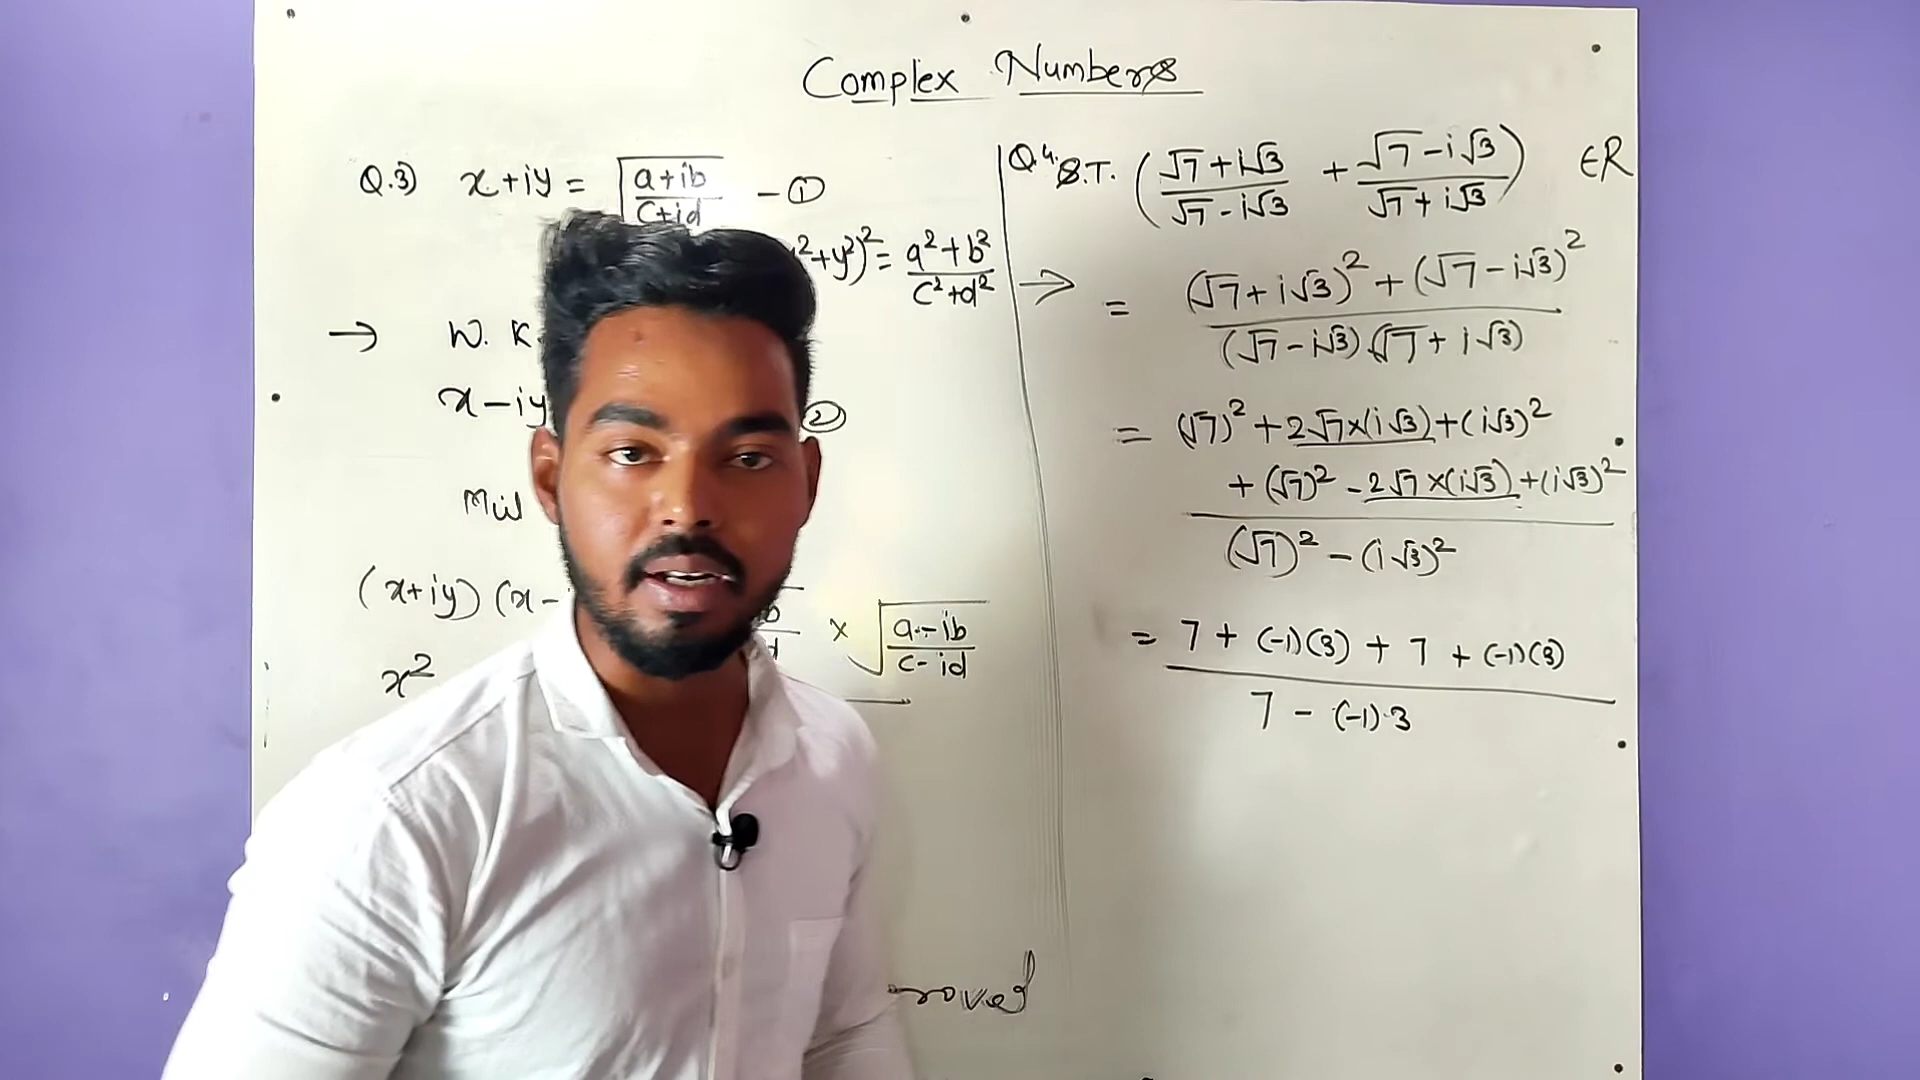 Complex Numbers
Q.3) x+iy = √(a+ib / c+id) - ①
²+y²)² = a²+b² / c²+d²
→ W. K.
x-iy ②
Mul
(x+iy) (x- × √(a-ib / c-id)
x²
roved
Q.4. S.T. (√7+i√3 / √7-i√3 + √7-i√3 / √7+i√3) ∈R
→ = (√7+i√3)² + (√7-i√3)² / (√7-i√3)(√7+i√3)
= (√7)² + 2√7×(i√3) + (i√3)²
+ (√7)² - 2√7×(i√3) + (i√3)²
(√7)² - (i√3)²
= 7 + (-1)(3) + 7 + (-1)(3)
7 - (-1).3